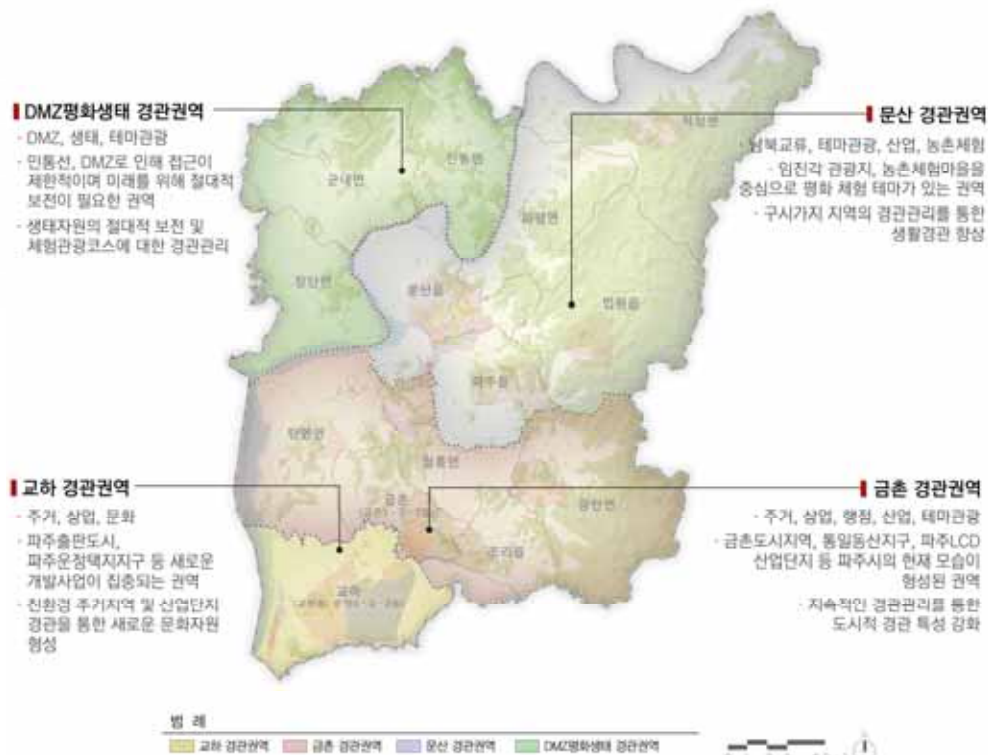 DMZ평화생태 경관권역
· DMZ, 생태, 테마관광
· 민통선, DMZ로 인해 접근이
제한적이며 미래를 위해 절대적
보전이 필요한 권역
· 생태자원의 절대적 보전 및
체험관광코스에 대한 경관관리
문산 경관권역
· 남북교류, 테마관광, 산업, 농촌체험
· 임진각 관광지, 농촌체험마을을
중심으로 평화 체험 테마가 있는 권역
· 구시가지 지역의 경관관리를 통한
생활경관 향상
적성면
진동면
군내면
파평면
장단면
문산읍
법원읍
파주읍
탄현면
월롱면
광탄면
금촌
조리읍
교하
교하 경관권역
· 주거, 상업, 문화
· 파주출판도시,
파주운정택지지구 등 새로운
개발사업이 집중되는 권역
· 친환경 주거지역 및 산업단지
경관을 통한 새로운 문화자원
형성
금촌 경관권역
· 주거, 상업, 행정, 산업, 테마관광
· 금촌도시지역, 통일동산지구, 파주LCD
산업단지 등 파주시의 현재 모습이
형성된 권역
· 지속적인 경관관리를 통한
도시적 경관 특성 강화
범 례
교하 경관권역 금촌 경관권역 문산 경관권역 DMZ평화생태 경관권역